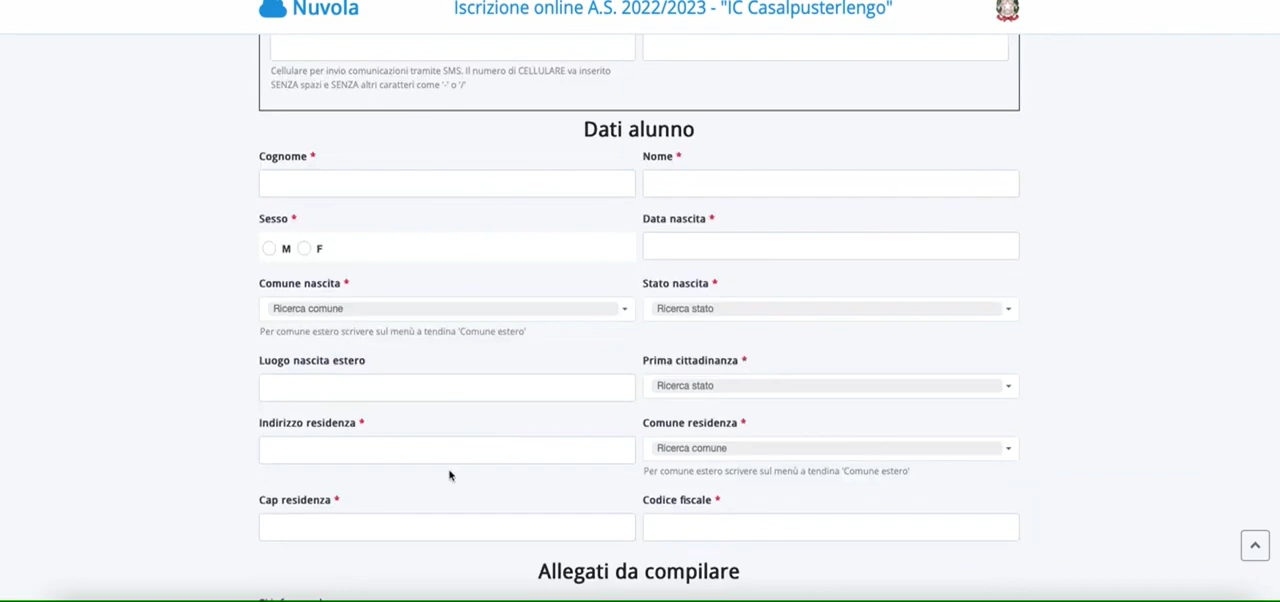 Nuvola
Iscrizione online A.S. 2022/2023 - "IC Casalpusterlengo"
Cellulare per invio comunicazioni tramite SMS. Il numero di CELLULARE va inserito
SENZA spazi e SENZA altri caratteri come '-' o '/'
Dati alunno
Cognome *
Nome *
Sesso *
Data nascita *
M F
Comune nascita *
Stato nascita *
Ricerca comune
Ricerca stato
Per comune estero scrivere sul menù a tendina 'Comune estero'
Luogo nascita estero
Prima cittadinanza *
Ricerca stato
Indirizzo residenza *
Comune residenza *
Ricerca comune
Per comune estero scrivere sul menù a tendina 'Comune estero'
Cap residenza *
Codice fiscale *
Allegati da compilare